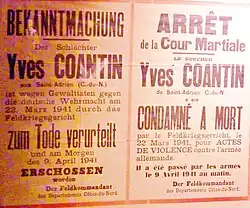 BEKANNTMACHUNG
Der Schlächter
Yves COANTIN
aus Saint Adrien (C.-du-N.)
ist wegen Gewalttaten gegen
die deutsche Wehrmacht am
22. März 1941 durch das
Feldkriegsgericht
zum Tode verurteilt
und am Morgen
des 9. April 1941
ERSCHOSSEN
worden
Der Feldkommandant
des Departements Côtes-du-Nord
ARRÊT
de la Cour Martiale
LE BOUCHER
Yves COANTIN
de Saint-Adrien (C.-du-N.)
a été
CONDAMNÉ A MORT
par le Feldkriegsgericht, le
22 Mars 1941, pour ACTES
DE VIOLENCE contre l'armée
allemande.
Il a été passé par les armes
le 9 Avril 1941 au matin.
Der Feldkommandant
des Departements Côtes-du-Nord